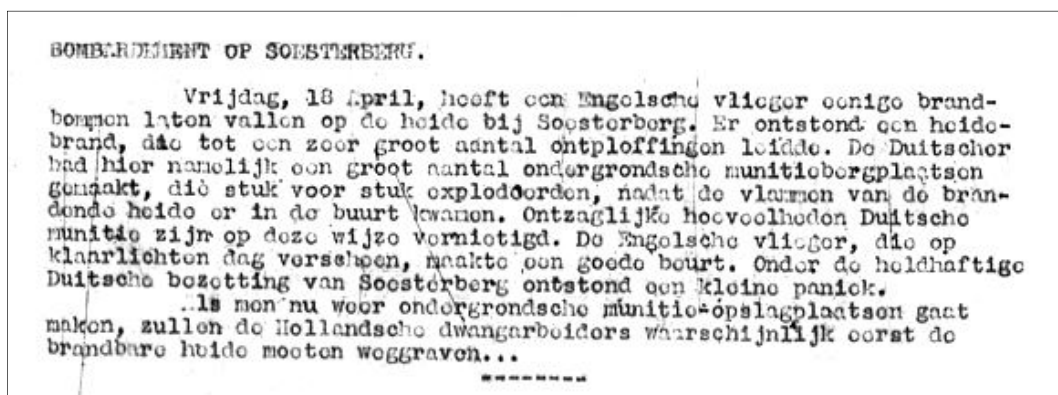 BOMBARDEMENT OP SOESTERBERG.
Vrijdag, 18 April, heeft een Engelsche vlieger eenige brand-
bommen laten vallen op de heide bij Soesterberg. Er ontstond een heide-
brand, die tot een zeer groot aantal ontploffingen leidde. De Duitscher
had hier namelijk een groot aantal ondergrondsche munitiebergplaatsen
gemaakt, die stuk voor stuk explodeerden, nadat de vlammen van de bran-
dende heide er in de buurt kwamen. Ontzaglijke hoeveelheden Duitsche
munitie zijn op deze wijze vernietigd. De Engelsche vlieger, die op
klaarlichten dag verscheen, maakte een goede beurt. Onder de heldhaftige
Duitsche bezetting van Soesterberg ontstond een kleine paniek.
Als men nu weer ondergrondsche munitie-opslagplaatsen gaat
maken, zullen de Hollandsche dwangarbeiders waarschijnlijk eerst de
brandbare heide moeten weggraven...
--------